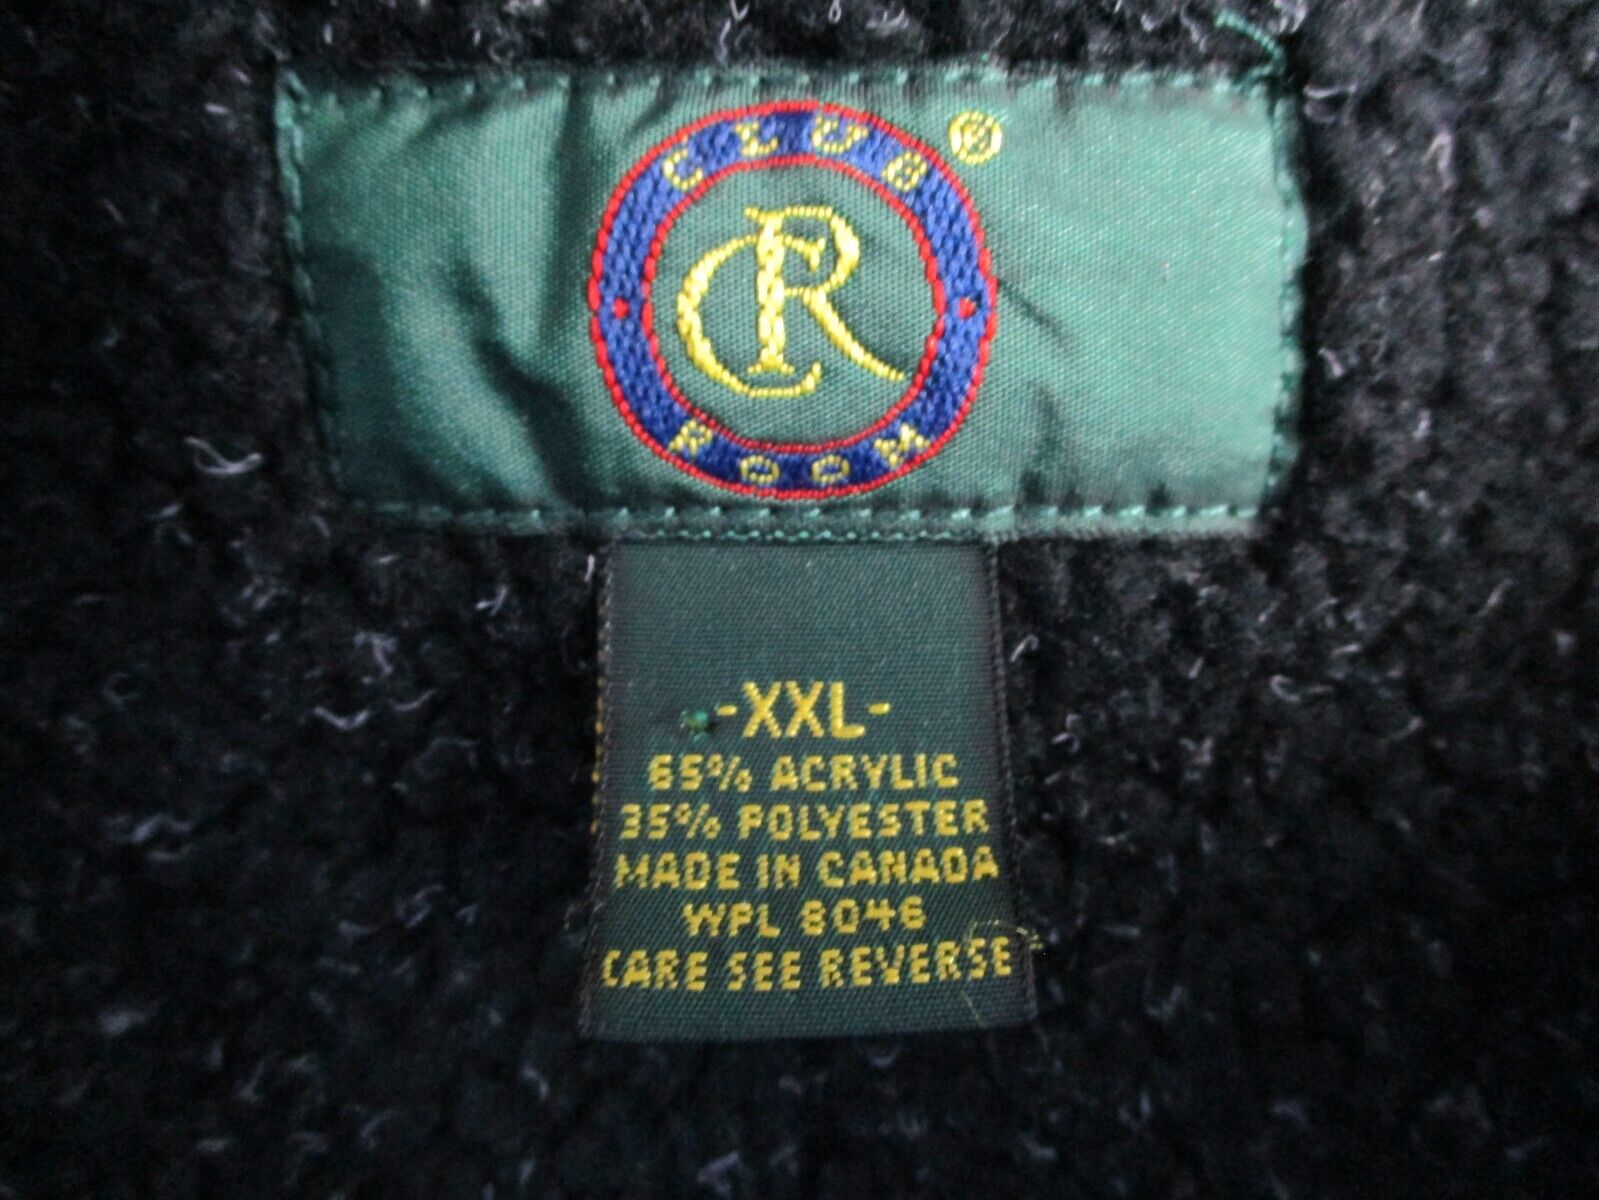 CLUB ®
CR
ROOM
-XXL-
65% ACRYLIC
35% POLYESTER
MADE IN CANADA
WPL 8046
CARE SEE REVERSE